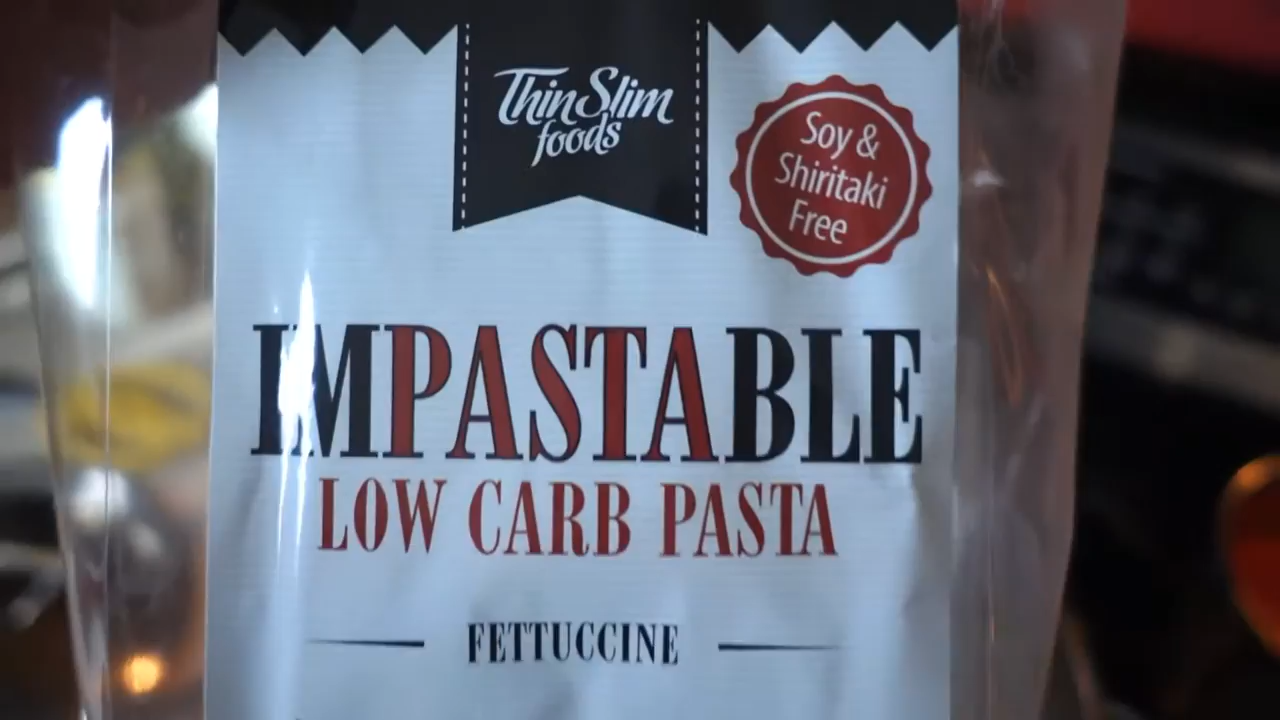 ThinSlim
foods
Soy &
Shiritaki
Free
IMPASTABLE
LOW CARB PASTA
FETTUCCINE